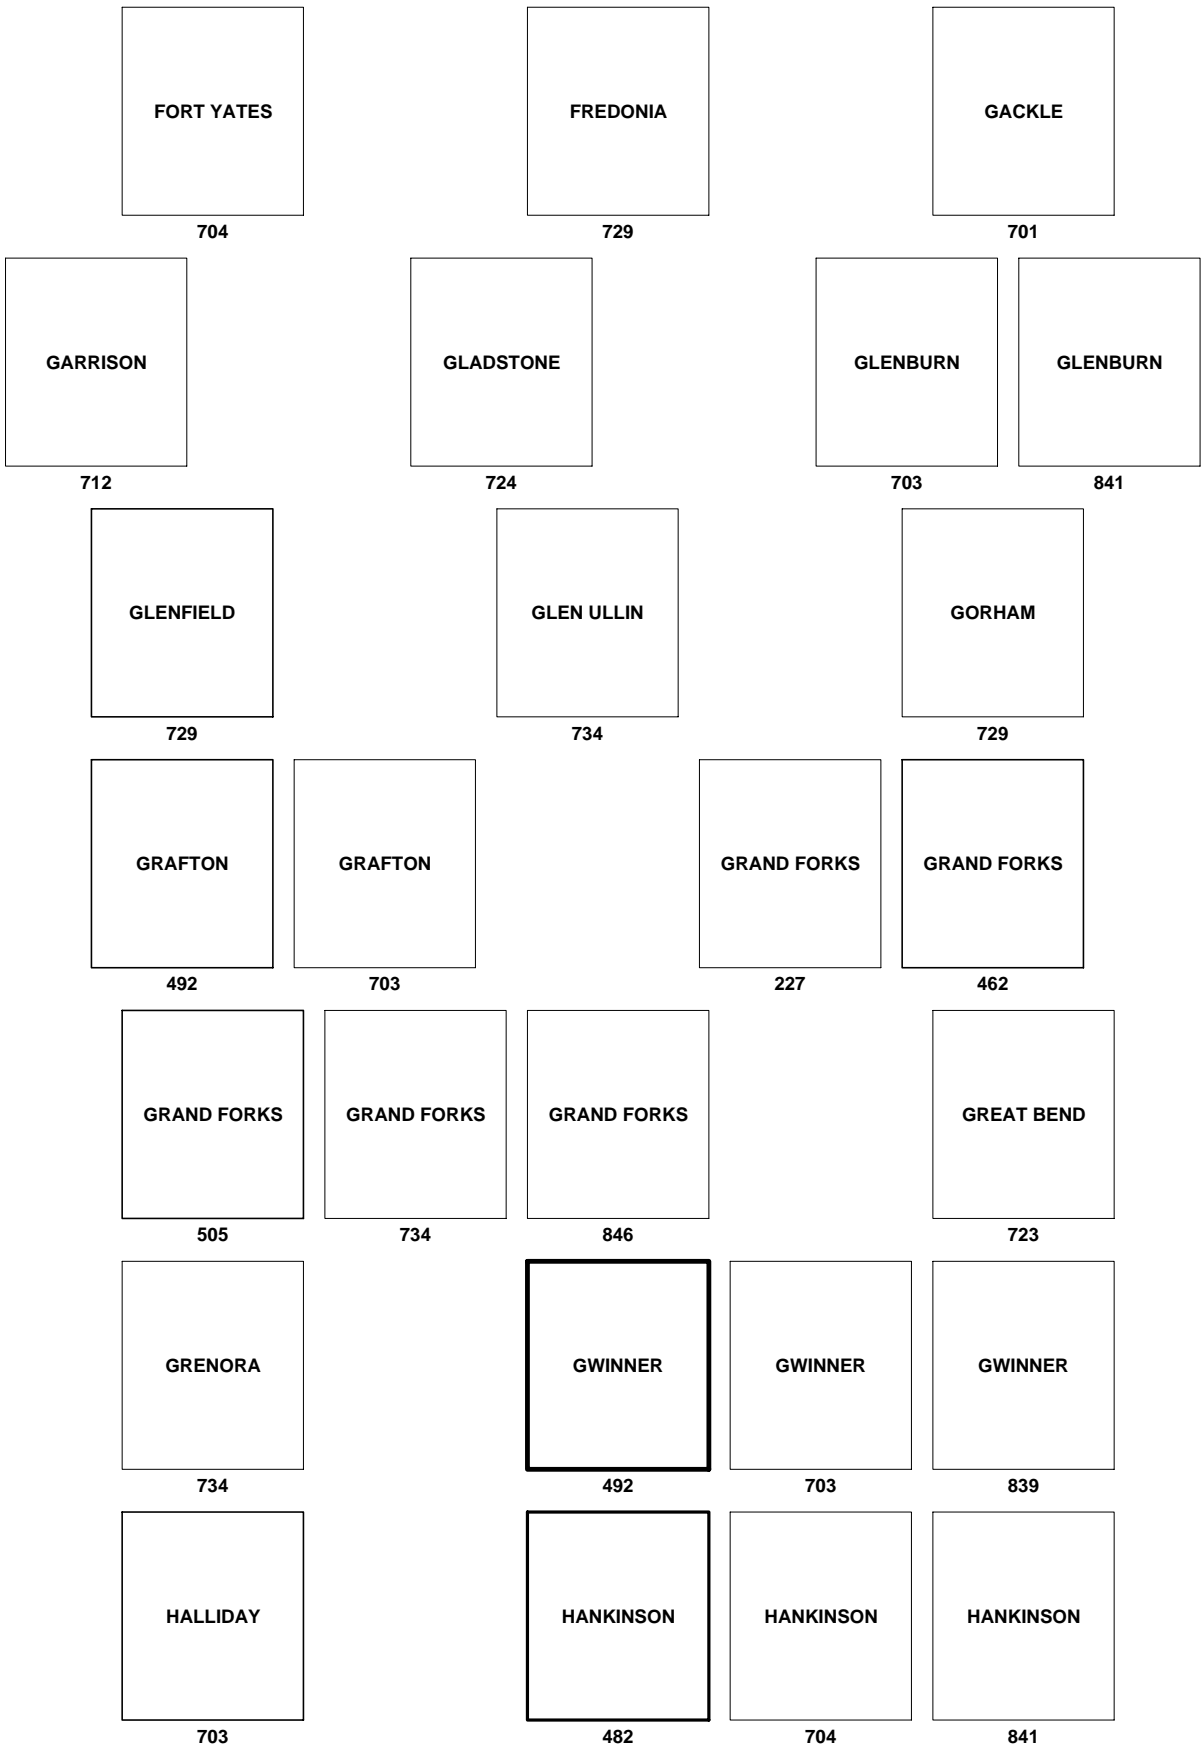 FORT YATES
FREDONIA
GACKLE
704
729
701
GARRISON
GLADSTONE
GLENBURN
GLENBURN
712
724
703
841
GLENFIELD
GLEN ULLIN
GORHAM
729
734
729
GRAFTON
GRAFTON
GRAND FORKS
GRAND FORKS
492
703
227
462
GRAND FORKS
GRAND FORKS
GRAND FORKS
GREAT BEND
505
734
846
723
GRENORA
GWINNER
GWINNER
GWINNER
734
492
703
839
HALLIDAY
HANKINSON
HANKINSON
HANKINSON
703
482
704
841